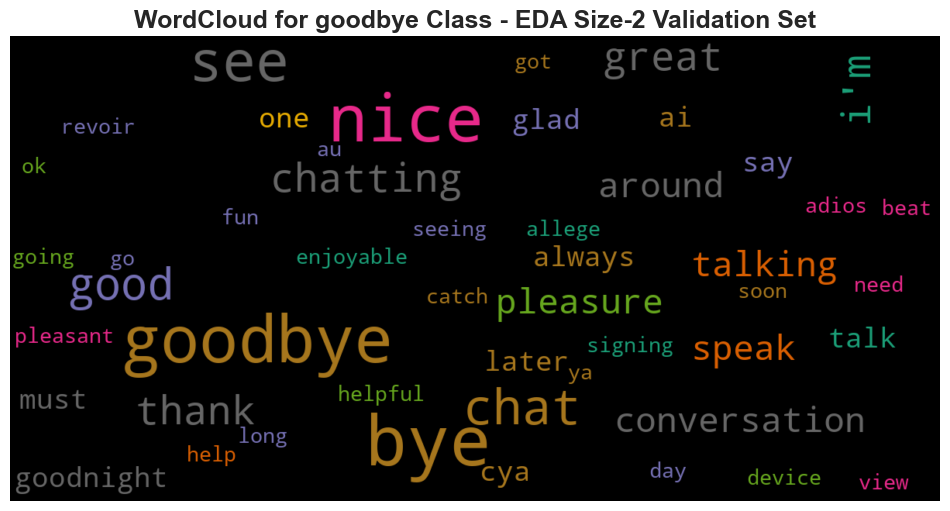 WordCloud for goodbye Class - EDA Size-2 Validation Set
see
got
great
i'm
revoir
one
nice
glad
ai
au
ok
chatting
say
around
adios
beat
fun
seeing
allege
going
go
enjoyable
always
talking
good
catch
pleasure
soon
need
pleasant
goodbye
later
signing
speak
talk
ya
must
thank
helpful
chat
conversation
long
bye
help
goodnight
cya
day
device
view